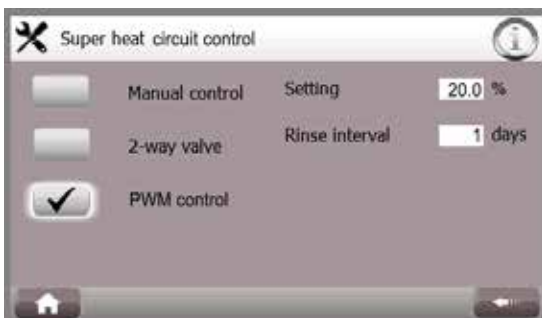 Super heat circuit control
Manual control
Setting
20.0 %
2-way valve
Rinse interval
1 days
PWM control